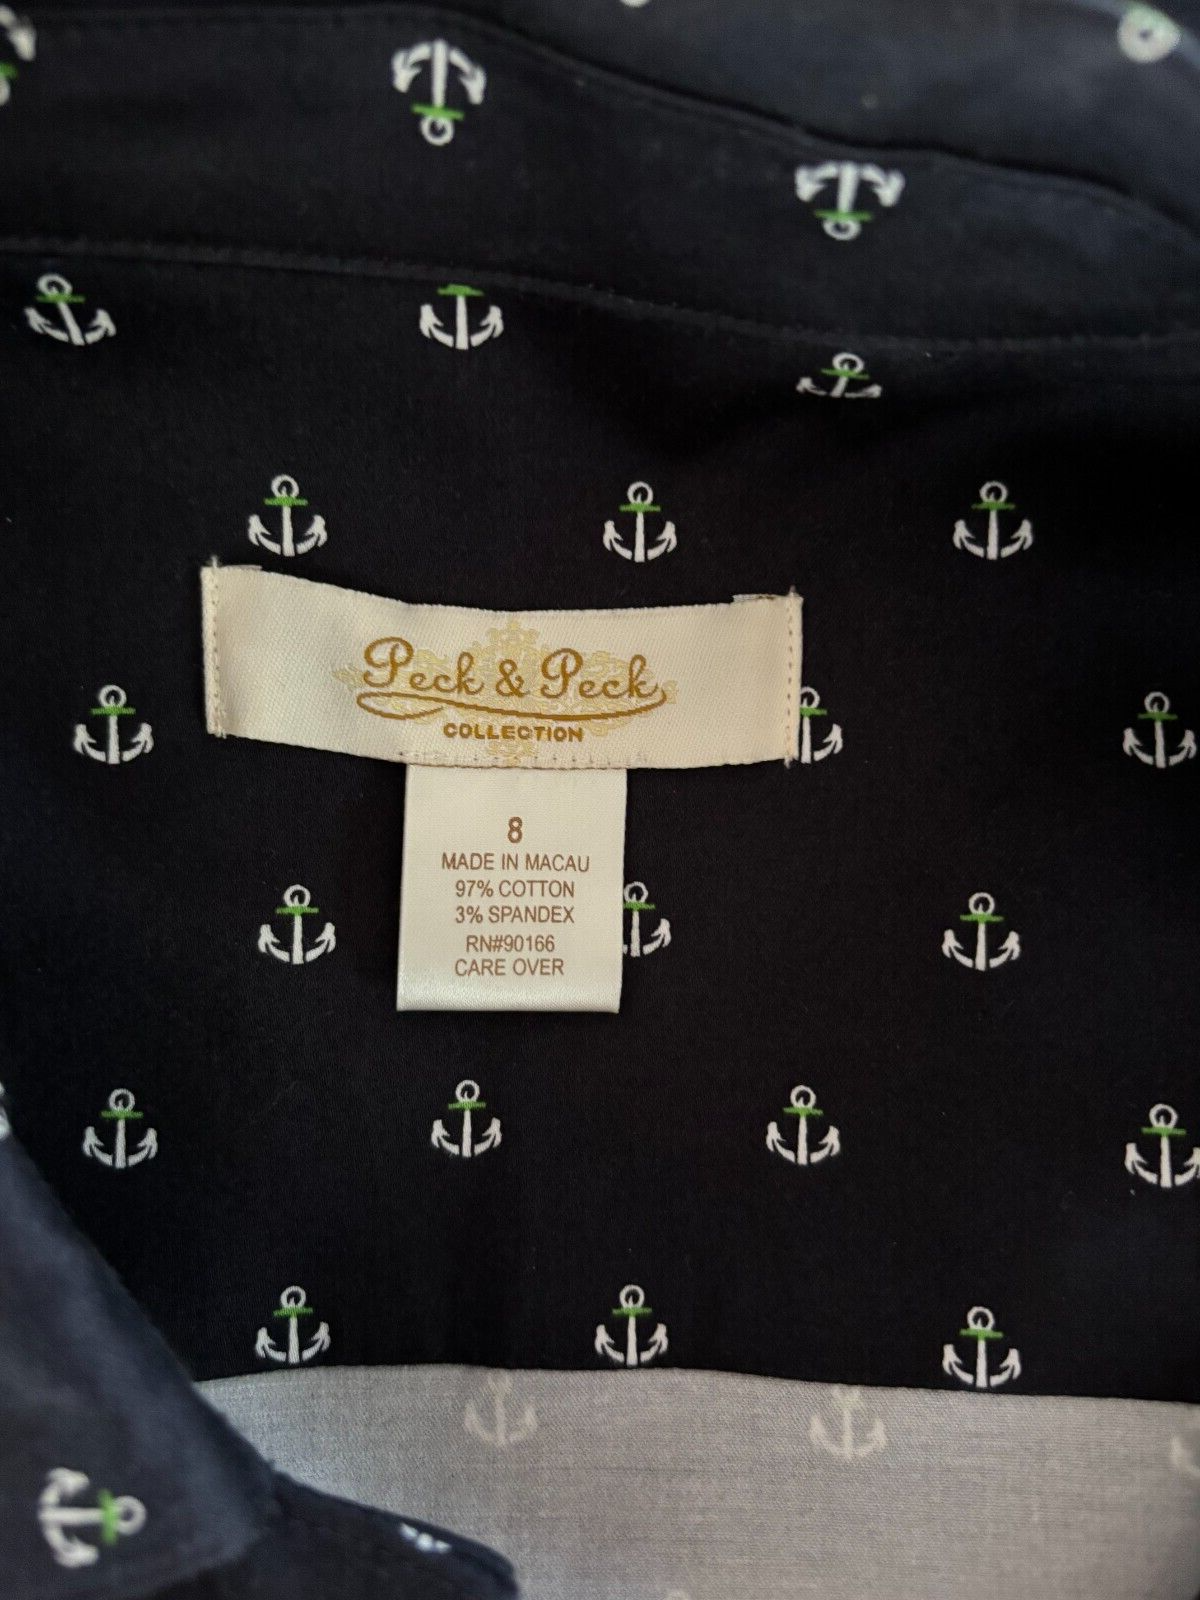 Peck & Peck
COLLECTION
8
MADE IN MACAU
97% COTTON
3% SPANDEX
RN#90166
CARE OVER